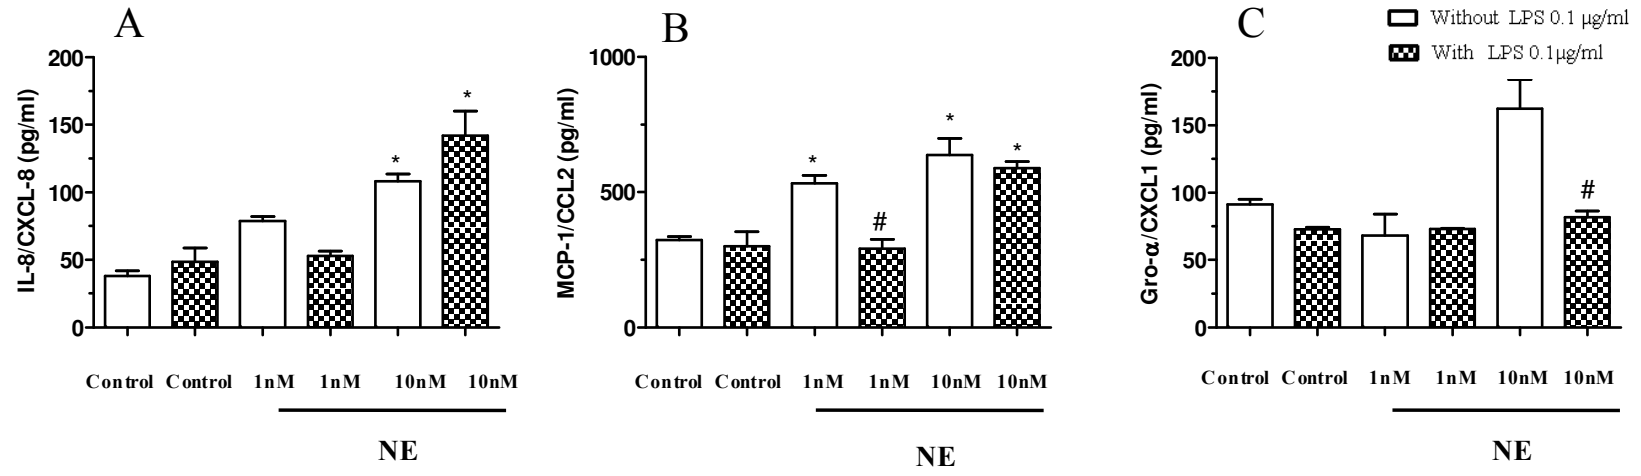 A
IL-8/CXCL-8 (pg/ml)
200
150
100
50
0
*
*
Control Control 1nM 1nM 10nM 10nM
NE
B
MCP-1/CCL2 (pg/ml)
1000
500
0
*
#
*
*
Control Control 1nM 1nM 10nM 10nM
NE
C
Without LPS 0.1 µg/ml
With LPS 0.1µg/ml
Gro-α/CXCL1 (pg/ml)
200
150
100
50
0
#
Control Control 1nM 1nM 10nM 10nM
NE